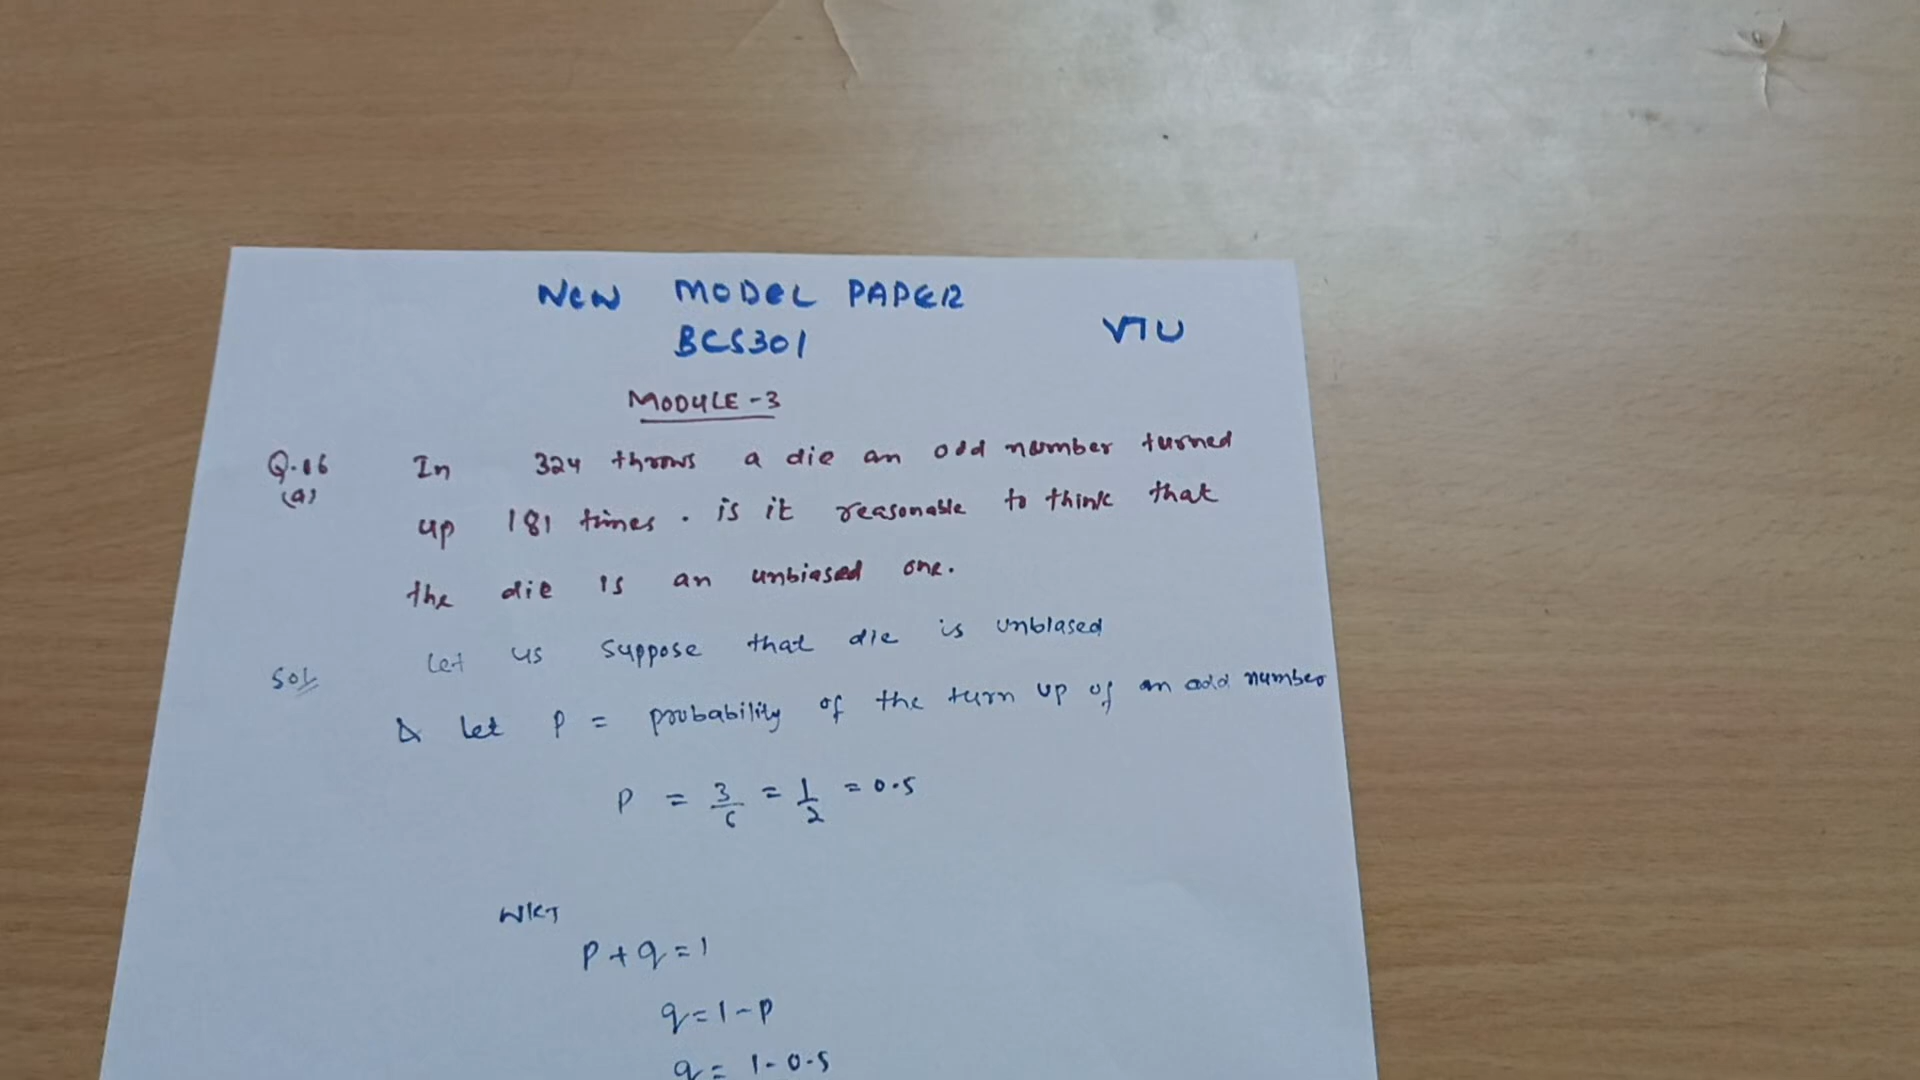 NEW MODEL PAPER
BCS301
VTU
MODULE-3
Q.16 In 324 throws a die an odd number turned
(a) up 181 times. is it reasonable to think that
the die is an unbiased one.
Sol Let us suppose that die is unbiased
& let P = probability of the turn up of an odd number
P = 3/6 = 1/2 = 0.5
WKT
P + q = 1
q = 1 - P
q = 1 - 0.5